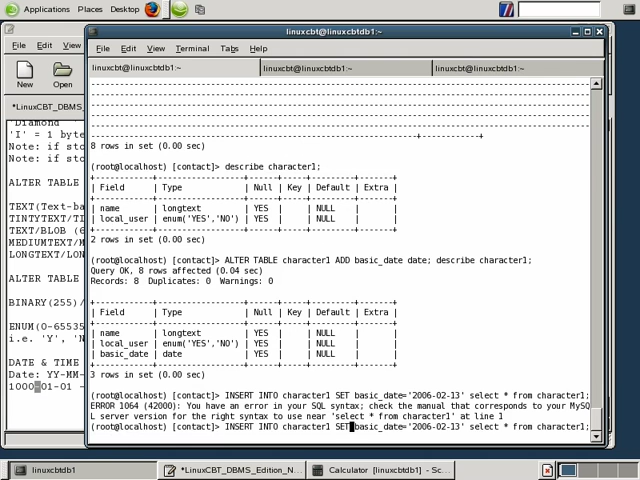 Applications Places Desktop
linuxcbt@linuxcbtdb1:~
File Edit View Terminal Tabs Help
linuxcbt@linuxcbtdb1:~ linuxcbt@linuxcbtdb1:~ linuxcbt@linuxcbtdb1:~
File Edit View
New Open
*LinuxCBT_DBMS_
'Diamond
'I' = 1 byte
Note: if sto
Note: if sto
ALTER TABLE
TEXT(Text-ba
TINYTEXT/TI
TEXT/BLOB (6
MEDIUMTEXT/M
LONGTEXT/LON
ALTER TABLE
BINARY(255)/
ENUM(0-65535
i.e. 'Y', 'N
DATE & TIME
Date: YY-MM-
1000-01-01 -
8 rows in set (0.00 sec)
(root@localhost) [contact]> describe character1;
| Field | Type | Null | Key | Default | Extra |
| name | longtext | YES | | NULL | |
| local_user | enum('YES','NO') | YES | | NULL | |
2 rows in set (0.00 sec)
(root@localhost) [contact]> ALTER TABLE character1 ADD basic_date date; describe character1;
Query OK, 8 rows affected (0.04 sec)
Records: 8 Duplicates: 0 Warnings: 0
| Field | Type | Null | Key | Default | Extra |
| name | longtext | YES | | NULL | |
| local_user | enum('YES','NO') | YES | | NULL | |
| basic_date | date | YES | | NULL | |
3 rows in set (0.00 sec)
(root@localhost) [contact]> INSERT INTO character1 SET basic_date='2006-02-13' select * from character1;
ERROR 1064 (42000): You have an error in your SQL syntax; check the manual that corresponds to your MySQ
L server version for the right syntax to use near 'select * from character1' at line 1
(root@localhost) [contact]> INSERT INTO character1 SET basic_date='2006-02-13' select * from character1;
linuxcbtdb1 *LinuxCBT_DBMS_Edition_N... Calculator [linuxcbtdb1] - Sc...